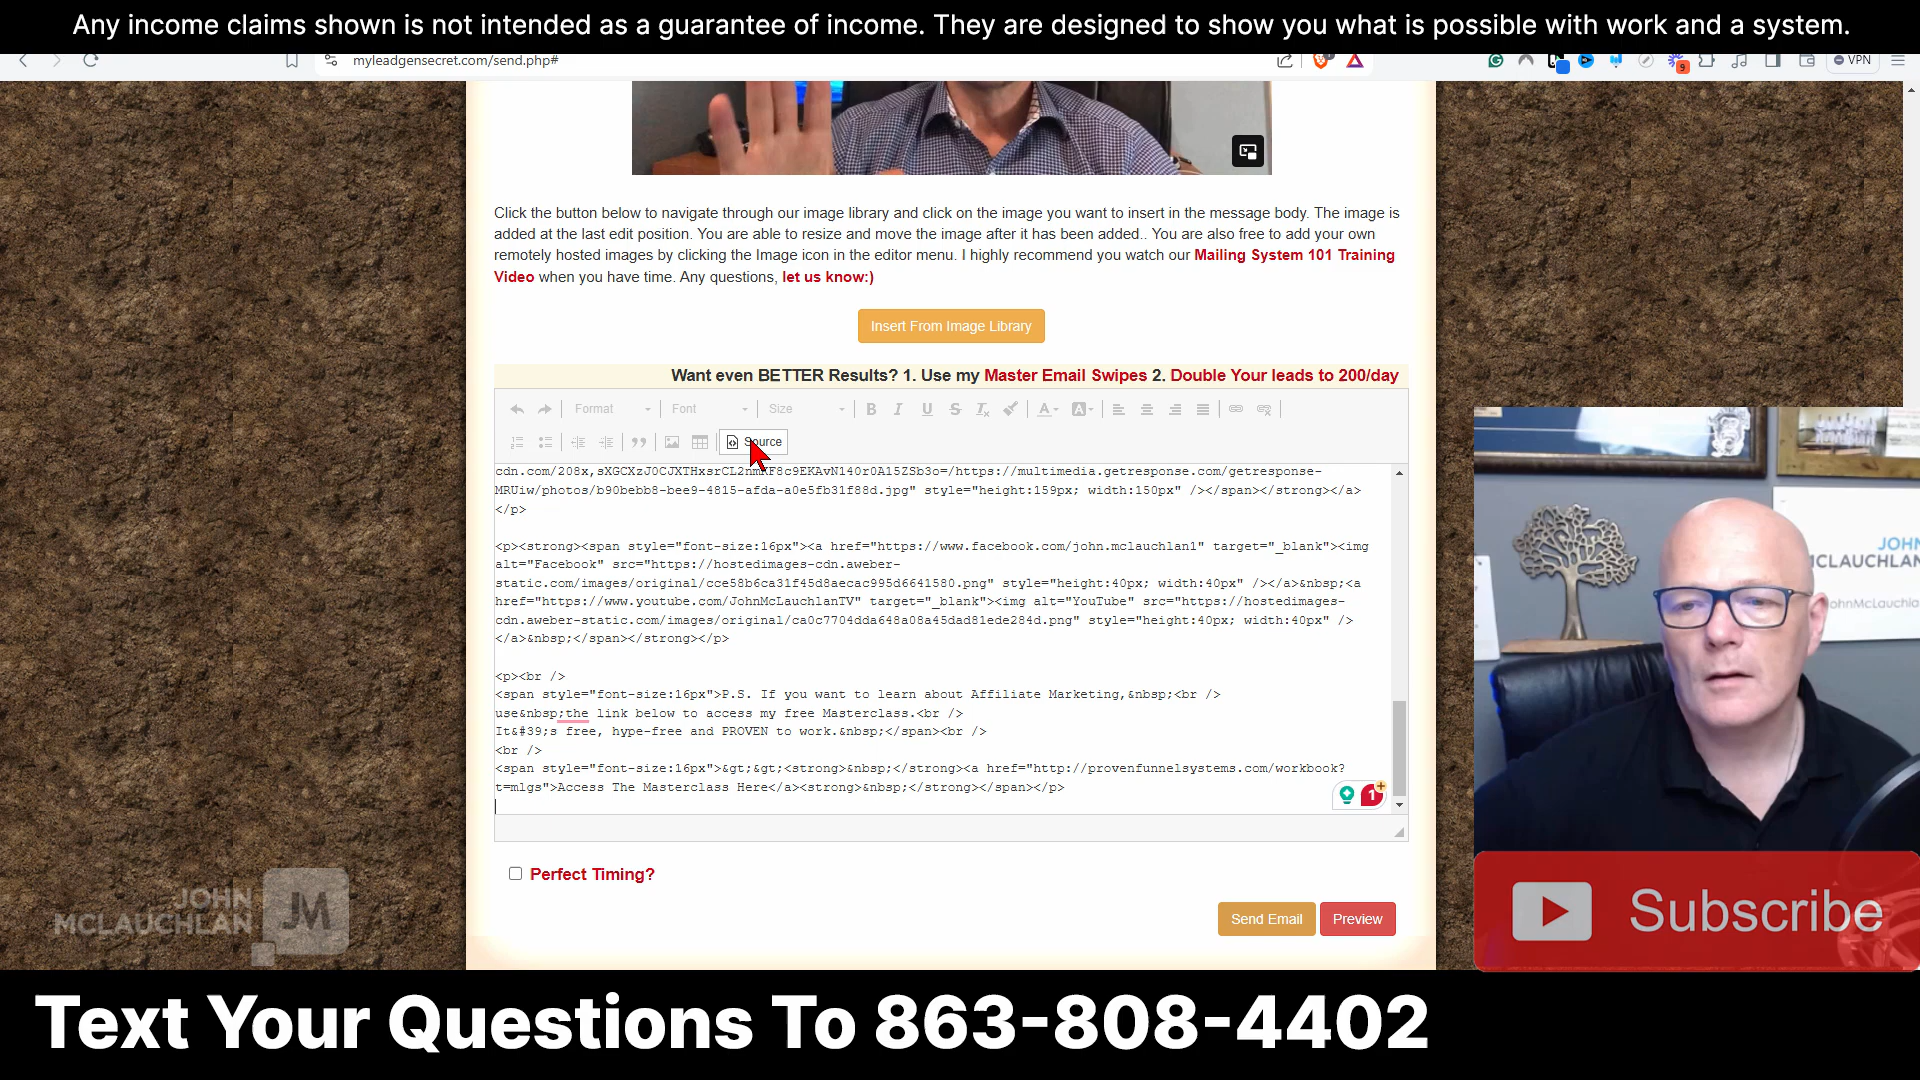 Any income claims shown is not intended as a guarantee of income. They are designed to show you what is possible with work and a system.
myleadgensecret.com/send.php#
9
VPN
Click the button below to navigate through our image library and click on the image you want to insert in the message body. The image is
added at the last edit position. You are able to resize and move the image after it has been added.. You are also free to add your own
remotely hosted images by clicking the Image icon in the editor menu. I highly recommend you watch our Mailing System 101 Training
Video when you have time. Any questions, let us know:)
Insert From Image Library
Want even BETTER Results? 1. Use my Master Email Swipes 2. Double Your leads to 200/day
Format
Font
Size
Source
MRUiw/photos/b90bebb8-bee9-4815-afda-a0e5fb31f88d.jpg" style="height:159px; width:150px" /></span></strong></a>
</p>
<p><strong><span style="font-size:16px"><a href="https://www.facebook.com/john.mclauchlan1" target="_blank"><img
alt="Facebook" src="https://hostedimages-cdn.aweber-
static.com/images/original/cce58b6ca31f45d8aecac995d6641580.png" style="height:40px; width:40px" /></a>&nbsp;<a
href="https://www.youtube.com/JohnMcLauchlanTV" target="_blank"><img alt="YouTube" src="https://hostedimages-
cdn.aweber-static.com/images/original/ca0c7704dda648a08a45dad81ede284d.png" style="height:40px; width:40px" />
</a>&nbsp;</span></strong></p>
<p><br />
<span style="font-size:16px">P.S. If you want to learn about Affiliate Marketing,&nbsp;<br />
use&nbsp;the link below to access my free Masterclass.<br />
It&#39;s free, hype-free and PROVEN to work.&nbsp;</span><br />
<br />
<span style="font-size:16px">&gt;&gt;<strong>&nbsp;</strong><a href="http://provenfunnelsystems.com/workbook?
t=mlgs">Access The Masterclass Here</a><strong>&nbsp;</strong></span></p>
1
Perfect Timing?
Send Email
Preview
JOHN
MCLAUCHLAN
JM
JOHN
MCLAUCHLAN
Subscribe
Text Your Questions To 863-808-4402